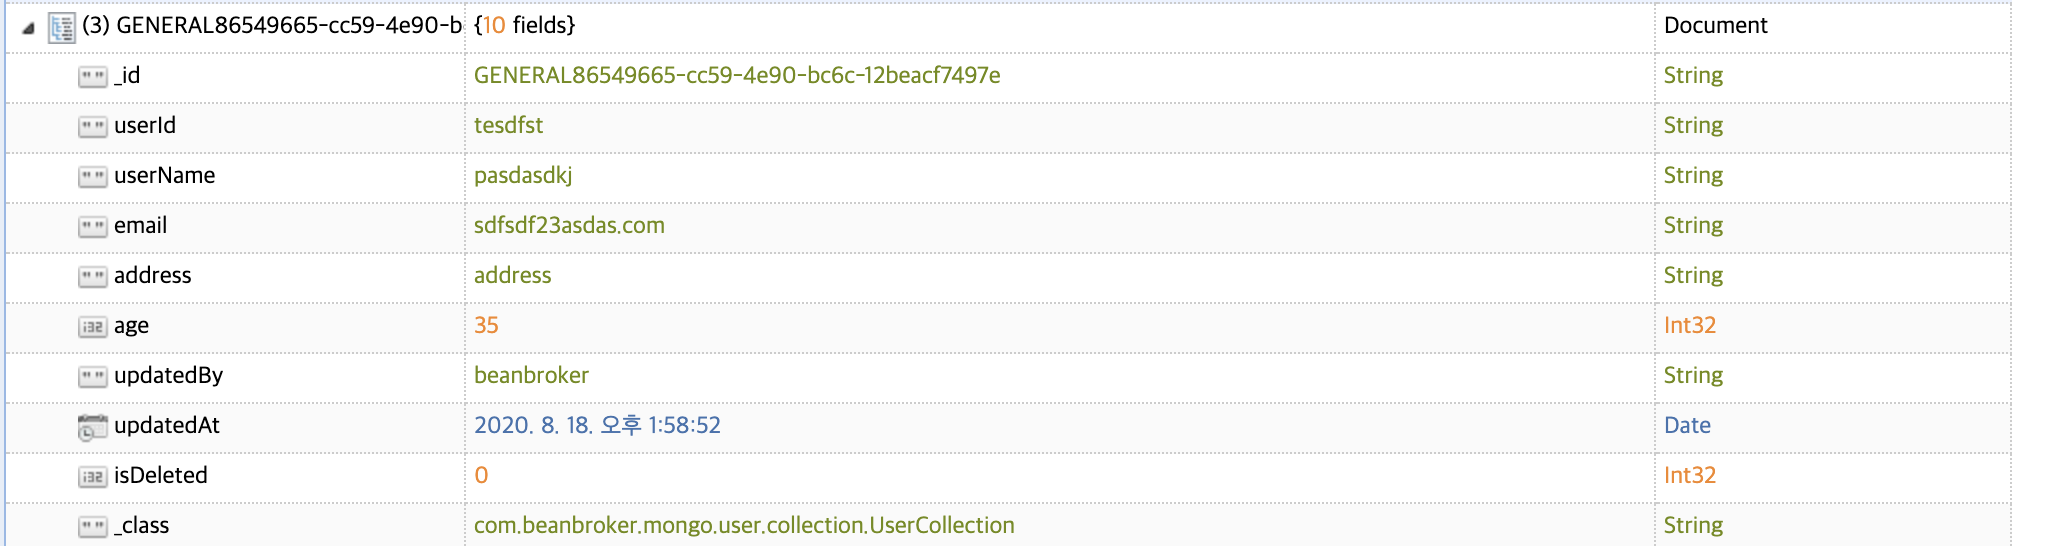 (3) GENERAL86549665-cc59-4e90-b {10 fields} Document
_id GENERAL86549665-cc59-4e90-bc6c-12beacf7497e String
userId tesdfst String
userName pasdasdkj String
email sdfsdf23asdas.com String
address address String
i32 age 35 Int32
updatedBy beanbroker String
updatedAt 2020. 8. 18. 오후 1:58:52 Date
i32 isDeleted 0 Int32
_class com.beanbroker.mongo.user.collection.UserCollection String